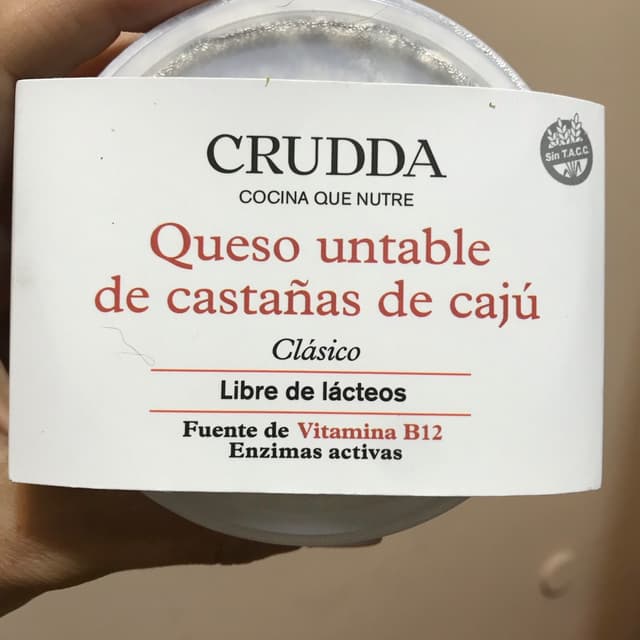 CRUDDA
COCINA QUE NUTRE
Sin T.A.C.C.
Queso untable
de castañas de cajú
Clásico
Libre de lácteos
Fuente de Vitamina B12
Enzimas activas